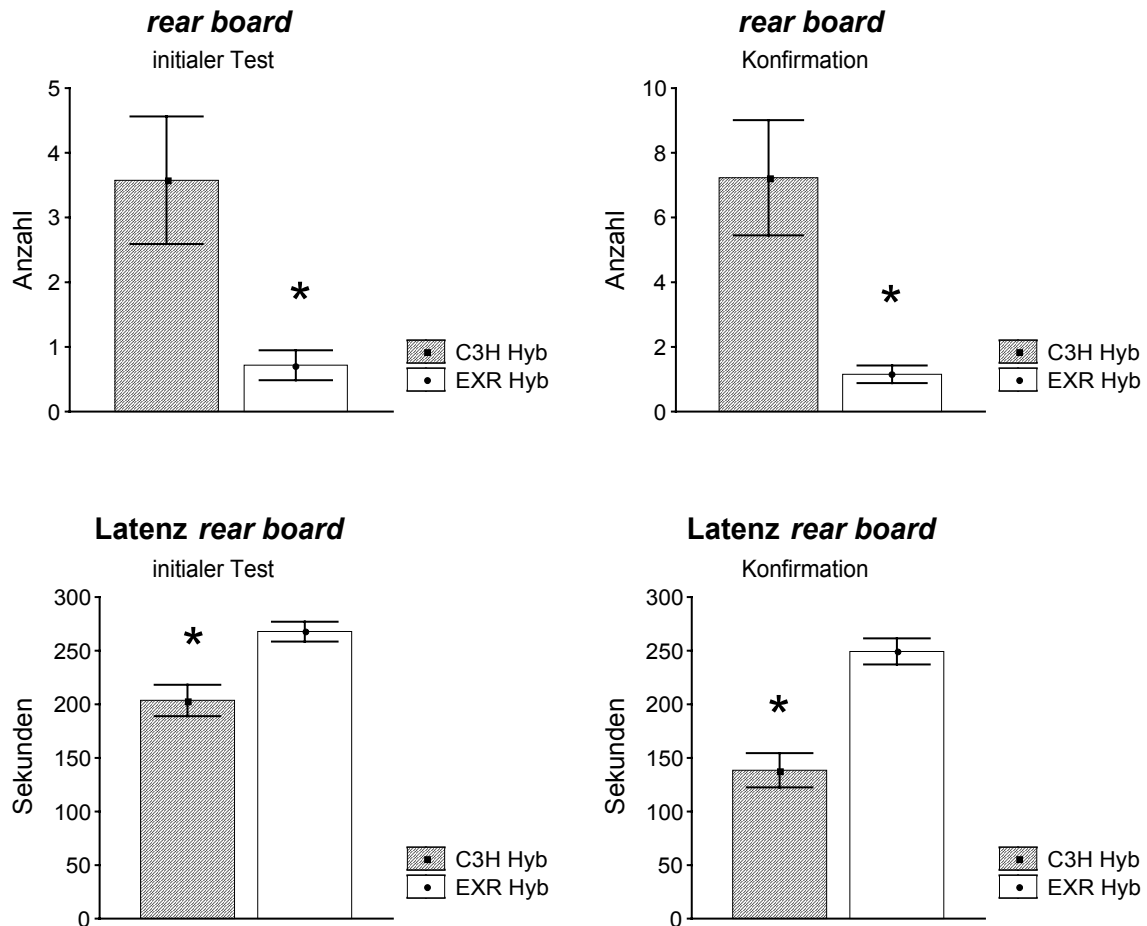 rear board
initialer Test
5
4
3
2
1
0
Anzahl
*
C3H Hyb
EXR Hyb
rear board
Konfirmation
10
8
6
4
2
0
Anzahl
*
C3H Hyb
EXR Hyb
Latenz rear board
initialer Test
300
250
200
150
100
50
0
Sekunden
*
C3H Hyb
EXR Hyb
Latenz rear board
Konfirmation
300
250
200
150
100
50
0
Sekunden
*
C3H Hyb
EXR Hyb